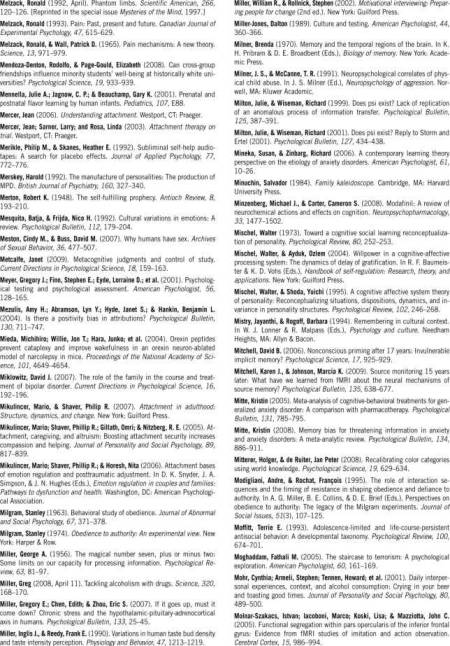 Melzack, Ronald (1992, April). Phantom limbs. Scientific American, 266,
120–126. [Reprinted in the special issue Mysteries of the Mind, 1997.]
Melzack, Ronald (1993). Pain: Past, present and future. Canadian Journal of
Experimental Psychology, 47, 615–629.
Melzack, Ronald, & Wall, Patrick D. (1965). Pain mechanisms: A new theory.
Science, 13, 971–979.
Mendoza-Denton, Rodolfo, & Page-Gould, Elizabeth (2008). Can cross-group
friendships influence minority students' well-being at historically white uni-
versities? Psychological Science, 19, 933–939.
Mennella, Julie A.; Jagnow, C. P.; & Beauchamp, Gary K. (2001). Prenatal and
postnatal flavor learning by human infants. Pediatrics, 107, E88.
Mercer, Jean (2006). Understanding attachment. Westport, CT: Praeger.
Mercer, Jean; Sarner, Larry; and Rosa, Linda (2003). Attachment therapy on
trial. Westport, CT: Praeger.
Merikle, Philip M., & Skanes, Heather E. (1992). Subliminal self-help audio-
tapes: A search for placebo effects. Journal of Applied Psychology, 77,
772–776.
Merskey, Harold (1992). The manufacture of personalities: The production of
MPD. British Journal of Psychiatry, 160, 327–340.
Merton, Robert K. (1948). The self-fulfilling prophecy. Antioch Review, 8,
193–210.
Mesquita, Batja, & Frijda, Nico H. (1992). Cultural variations in emotions: A
review. Psychological Bulletin, 112, 179–204.
Meston, Cindy M., & Buss, David M. (2007). Why humans have sex. Archives
of Sexual Behavior, 36, 477–507.
Metcalfe, Janet (2009). Metacognitive judgments and control of study.
Current Directions in Psychological Science, 18, 159–163.
Meyer, Gregory J.; Finn, Stephen E.; Eyde, Lorraine D.; et al. (2001). Psycholog-
ical testing and psychological assessment. American Psychologist, 56,
128–165.
Mezulis, Amy H.; Abramson, Lyn Y.; Hyde, Janet S.; & Hankin, Benjamin L.
(2004). Is there a positivity bias in attributions? Psychological Bulletin,
130, 711–747.
Mieda, Michihiro; Willie, Jon T.; Hara, Junko; et al. (2004). Orexin peptides
prevent cataplexy and improve wakefulness in an orexin neuron-ablated
model of narcolepsy in mice. Proceedings of the National Academy of Sci-
ence, 101, 4649–4654.
Miklowitz, David J. (2007). The role of the family in the course and treat-
ment of bipolar disorder. Current Directions in Psychological Science, 16,
192–196.
Mikulincer, Mario, & Shaver, Phillip R. (2007). Attachment in adulthood:
Structure, dynamics, and change. New York: Guilford Press.
Mikulincer, Mario; Shaver, Phillip R.; Gillath, Omri; & Nitzberg, R. E. (2005). At-
tachment, caregiving, and altruism: Boosting attachment security increases
compassion and helping. Journal of Personality and Social Psychology, 89,
817–839.
Mikulincer, Mario; Shaver, Phillip R.; & Horesh, Nita (2006). Attachment bases
of emotion regulation and posttraumatic adjustment. In D. K. Snyder, J. A.
Simpson, & J. N. Hughes (Eds.), Emotion regulation in couples and families:
Pathways to dysfunction and health. Washington, DC: American Psychologi-
cal Association.
Milgram, Stanley (1963). Behavioral study of obedience. Journal of Abnormal
and Social Psychology, 67, 371–378.
Milgram, Stanley (1974). Obedience to authority: An experimental view. New
York: Harper & Row.
Miller, George A. (1956). The magical number seven, plus or minus two:
Some limits on our capacity for processing information. Psychological Re-
view, 63, 81–97.
Miller, Greg (2008, April 11). Tackling alcoholism with drugs. Science, 320,
168–170.
Miller, Gregory E.; Chen, Edith; & Zhou, Eric S. (2007). If it goes up, must it
come down? Chronic stress and the hypothalamic-pituitary-adrenocortical
axis in humans. Psychological Bulletin, 133, 25–45.
Miller, Inglis J., & Reedy, Frank E. (1990). Variations in human taste bud density
and taste intensity perception. Physiology and Behavior, 47, 1213–1219.
Miller, William R., & Rollnick, Stephen (2002). Motivational interviewing: Prepar-
ing people for change (2nd ed.). New York: Guilford Press.
Miller-Jones, Dalton (1989). Culture and testing. American Psychologist, 44,
360–366.
Milner, Brenda (1970). Memory and the temporal regions of the brain. In K.
H. Pribram & D. E. Broadbent (Eds.), Biology of memory. New York: Acade-
mic Press.
Milner, J. S., & McCanne, T. R. (1991). Neuropsychological correlates of phys-
ical child abuse. In J. S. Milner (Ed.), Neuropsychology of aggression. Nor-
well, MA: Kluwer Academic.
Milton, Julie, & Wiseman, Richard (1999). Does psi exist? Lack of replication
of an anomalous process of information transfer. Psychological Bulletin,
125, 387–391.
Milton, Julie, & Wiseman, Richard (2001). Does psi exist? Reply to Storm and
Ertel (2001). Psychological Bulletin, 127, 434–438.
Mineka, Susan, & Zinbarg, Richard (2006). A contemporary learning theory
perspective on the etiology of anxiety disorders. American Psychologist, 61,
10–26.
Minuchin, Salvador (1984). Family kaleidoscope. Cambridge, MA: Harvard
University Press.
Minzenberg, Michael J., & Carter, Cameron S. (2008). Modafinil: A review of
neurochemical actions and effects on cognition. Neuropsychopharmacology,
33, 1477–1502.
Mischel, Walter (1973). Toward a cognitive social learning reconceptualiza-
tion of personality. Psychological Review, 80, 252–253.
Mischel, Walter, & Ayduk, Ozlem (2004). Willpower in a cognitive-affective
processing system: The dynamics of delay of gratification. In R. F. Baumeis-
ter & K. D. Vohs (Eds.), Handbook of self-regulation: Research, theory, and
applications. New York: Guilford Press.
Mischel, Walter, & Shoda, Yuichi (1995). A cognitive affective system theory
of personality: Reconceptualizing situations, dispositions, dynamics, and in-
variance in personality structures. Psychological Review, 102, 246–268.
Mistry, Jayanthi, & Rogoff, Barbara (1994). Remembering in cultural context.
In W. J. Lonner & R. Malpass (Eds.), Psychology and culture. Needham
Heights, MA: Allyn & Bacon.
Mitchell, David B. (2006). Nonconscious priming after 17 years: Invulnerable
implicit memory? Psychological Science, 17, 925–929.
Mitchell, Karen J., & Johnson, Marcia K. (2009). Source monitoring 15 years
later: What have we learned from fMRI about the neural mechanisms of
source memory? Psychological Bulletin, 135, 638–677.
Mitte, Kristin (2005). Meta-analysis of cognitive-behavioral treatments for gen-
eralized anxiety disorder: A comparison with pharmacotherapy. Psychological
Bulletin, 131, 785–795.
Mitte, Kristin (2008). Memory bias for threatening information in anxiety
and anxiety disorders: A meta-analytic review. Psychological Bulletin, 134,
886–911.
Mitterer, Holger, & de Ruiter, Jan Peter (2008). Recalibrating color categories
using world knowledge. Psychological Science, 19, 629–634.
Modigliani, Andre, & Rochat, François (1995). The role of interaction se-
quences and the timing of resistance in shaping obedience and defiance to
authority. In A. G. Miller, B. E. Collins, & D. E. Brief (Eds.), Perspectives on
obedience to authority: The legacy of the Milgram experiments. Journal of
Social Issues, 51(3), 107–125.
Moffitt, Terrie E. (1993). Adolescence-limited and life-course-persistent
antisocial behavior: A developmental taxonomy. Psychological Review, 100,
674–701.
Moghaddam, Fathali M. (2005). The staircase to terrorism: A psychological
exploration. American Psychologist, 60, 161–169.
Mohr, Cynthia; Armeli, Stephen; Tennen, Howard; et al. (2001). Daily interper-
sonal experiences, context, and alcohol consumption: Crying in your beer
and toasting good times. Journal of Personality and Social Psychology, 80,
489–500.
Molnar-Szakacs, Istvan; Iacoboni, Marco; Koski, Lisa; & Mazziotta, John C.
(2005). Functional segregation within pars opercularis of the inferior frontal
gyrus: Evidence from fMRI studies of imitation and action observation.
Cerebral Cortex, 15, 986–994.